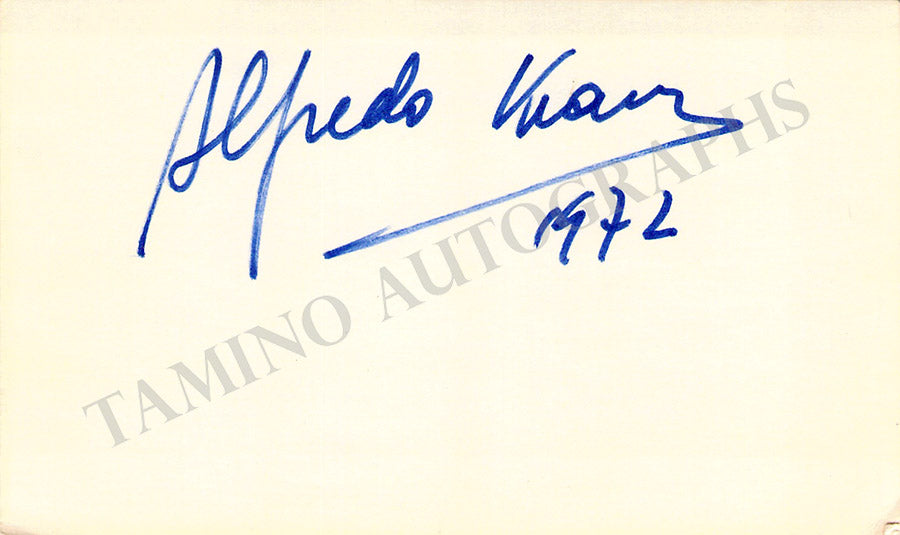 Alfredo Kraus
1972
TAMINO AUTOGRAPHS